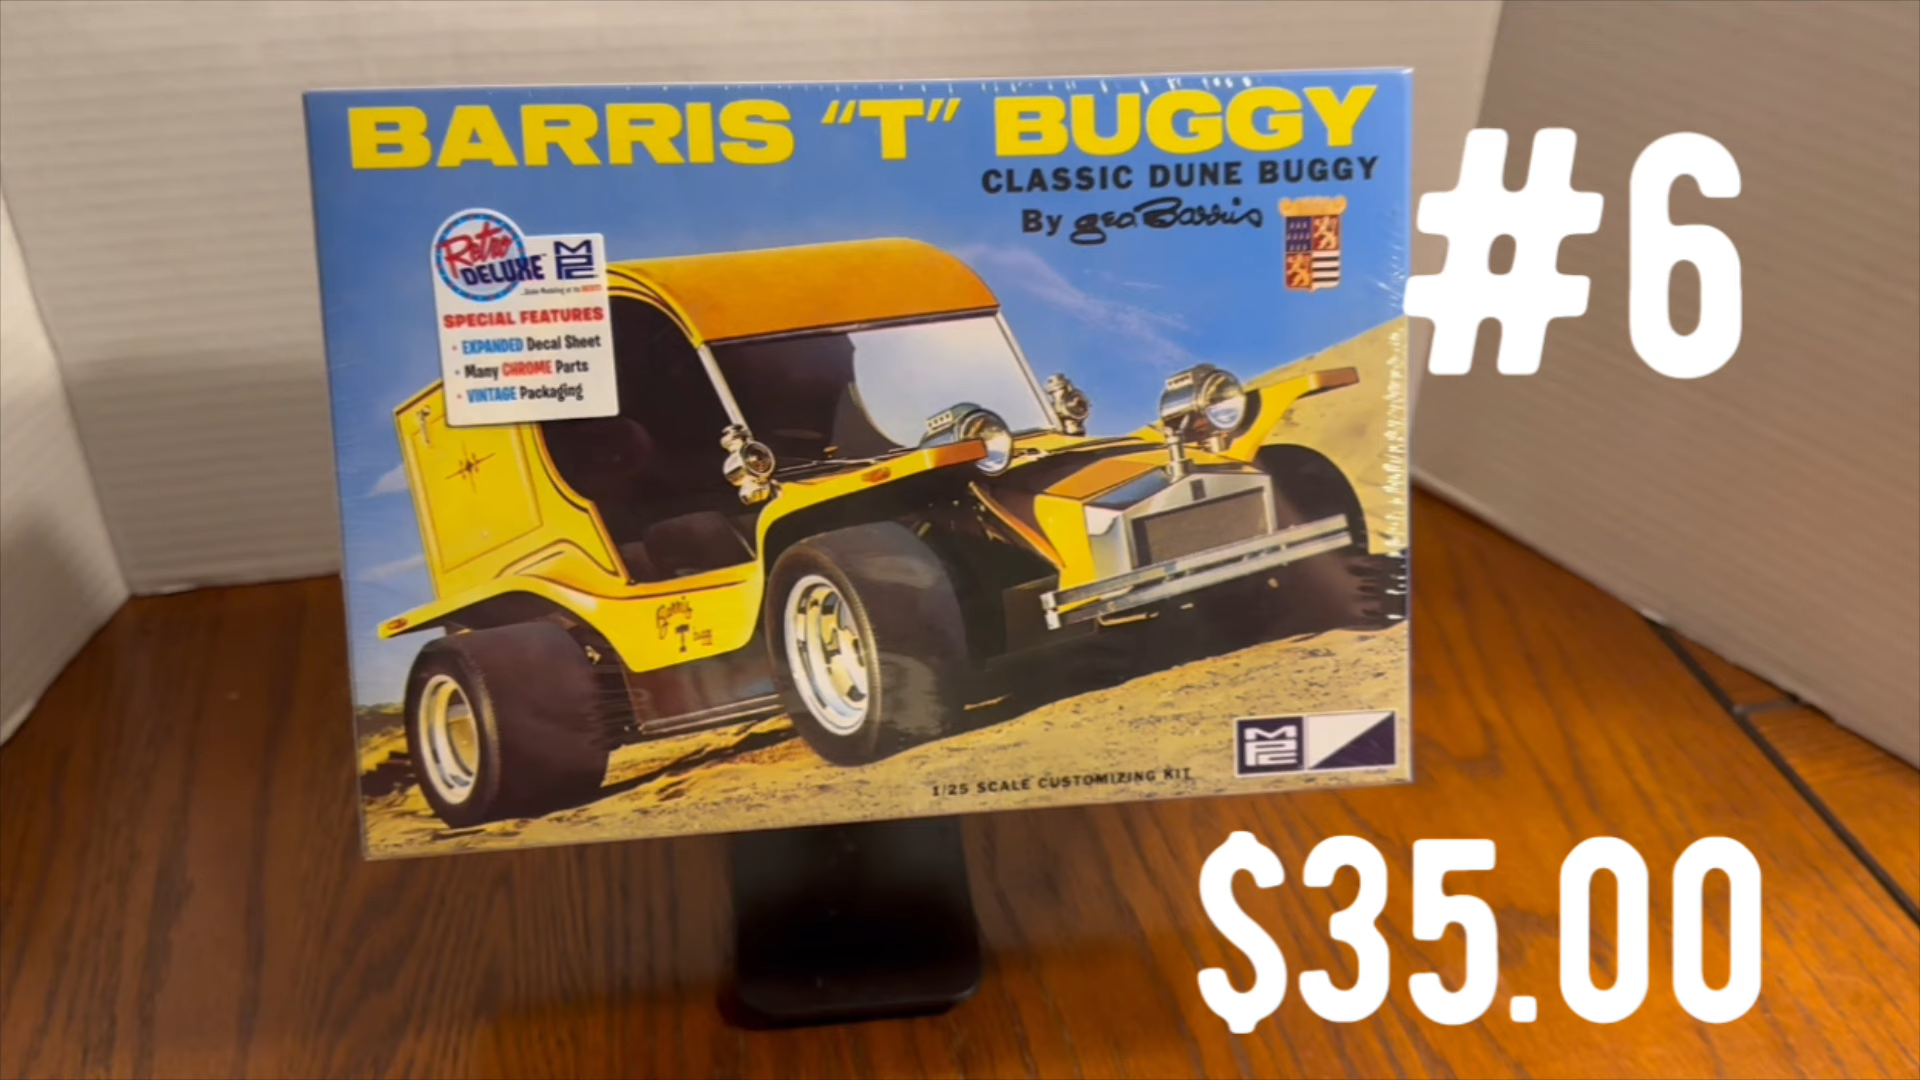 BARRIS "T" BUGGY
CLASSIC DUNE BUGGY
By Geo. Barris
Retro
DELUXE
MPC
SPECIAL FEATURES
• EXPANDED Decal Sheet
• Many CHROME Parts
• VINTAGE Packaging
#6
Barris
T
MPC
1/25 SCALE CUSTOMIZING KIT
$35.00